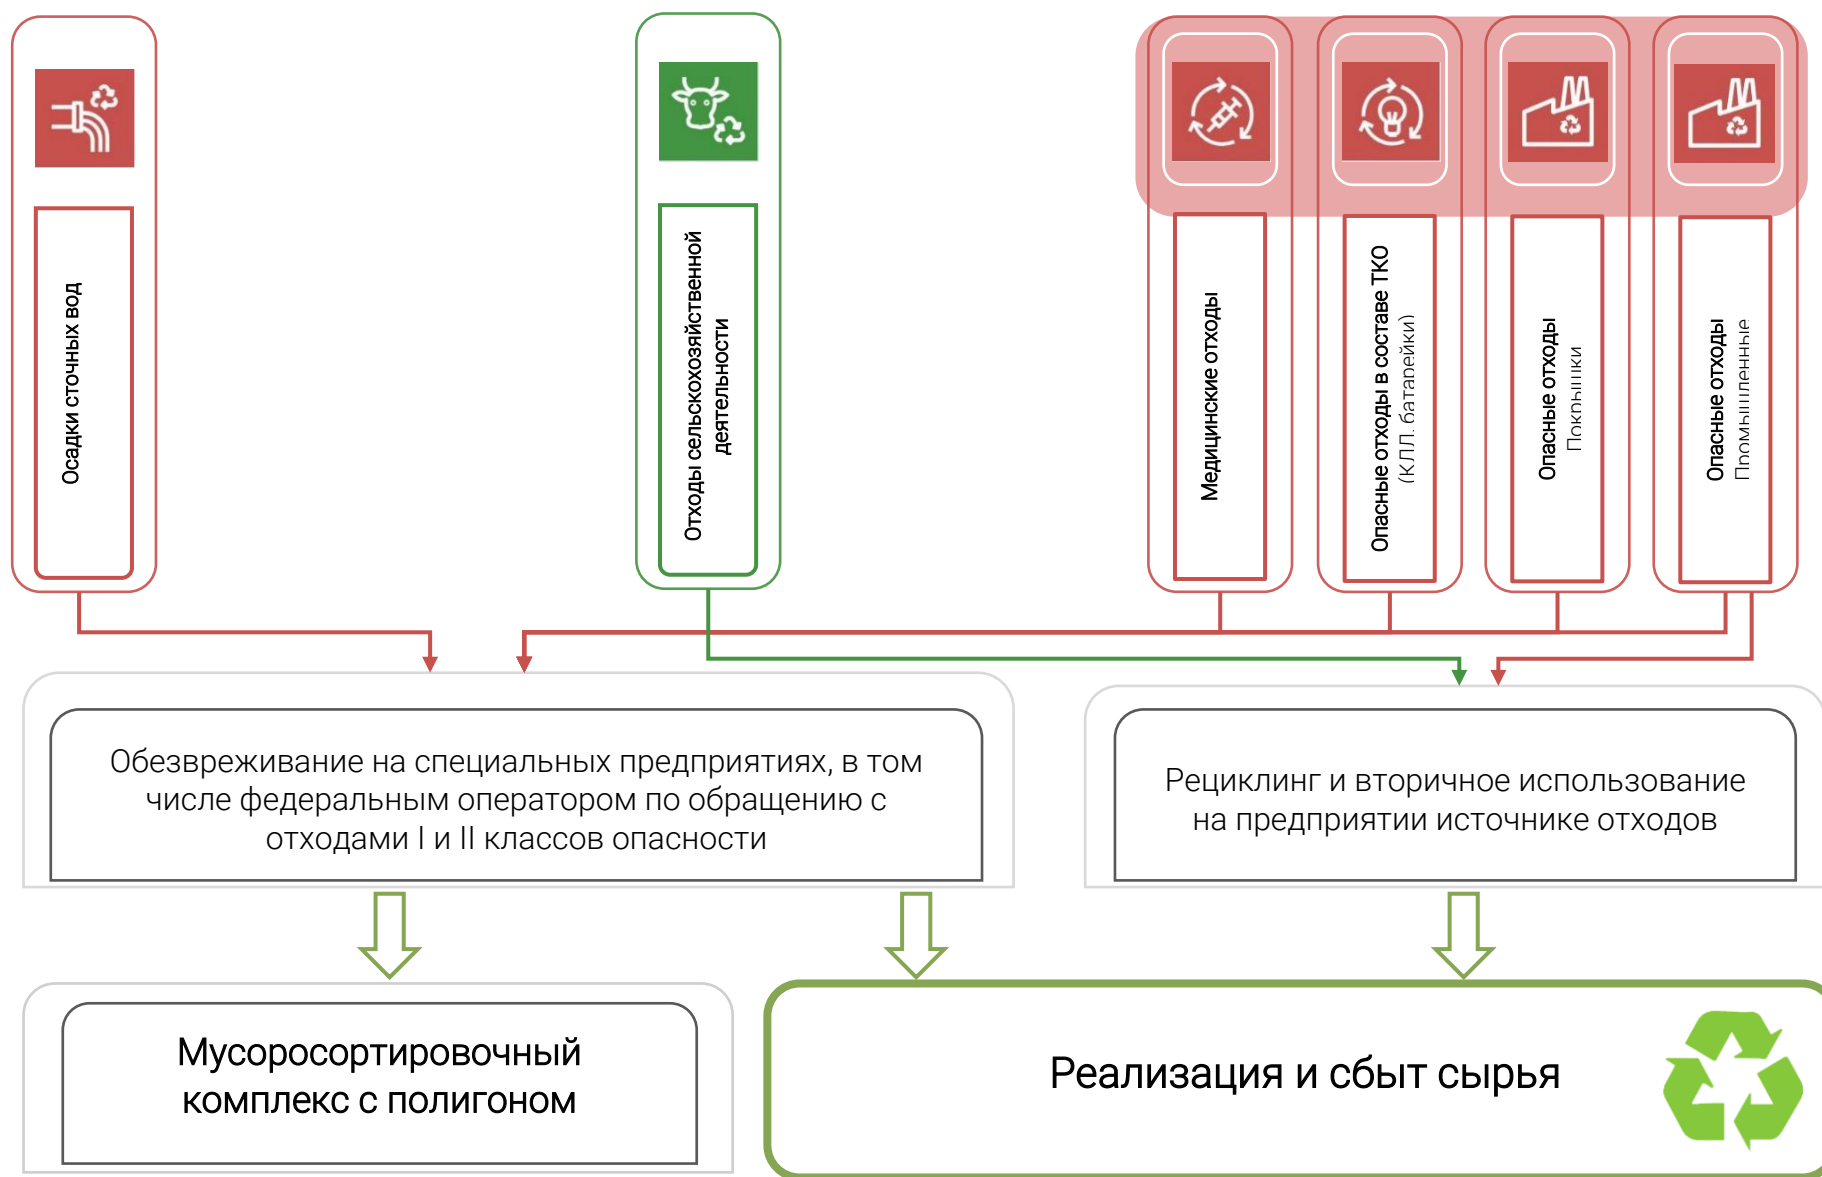 Осадки сточных вод
Отходы сельскохозяйственной
деятельности
Медицинские отходы
Опасные отходы в составе ТКО
(КЛЛ, батарейки)
Опасные отходы
Покрышки
Опасные отходы
Промышленные
Обезвреживание на специальных предприятиях, в том
числе федеральным оператором по обращению с
отходами I и II классов опасности
Рециклинг и вторичное использование
на предприятии источнике отходов
Мусоросортировочный
комплекс с полигоном
Реализация и сбыт сырья